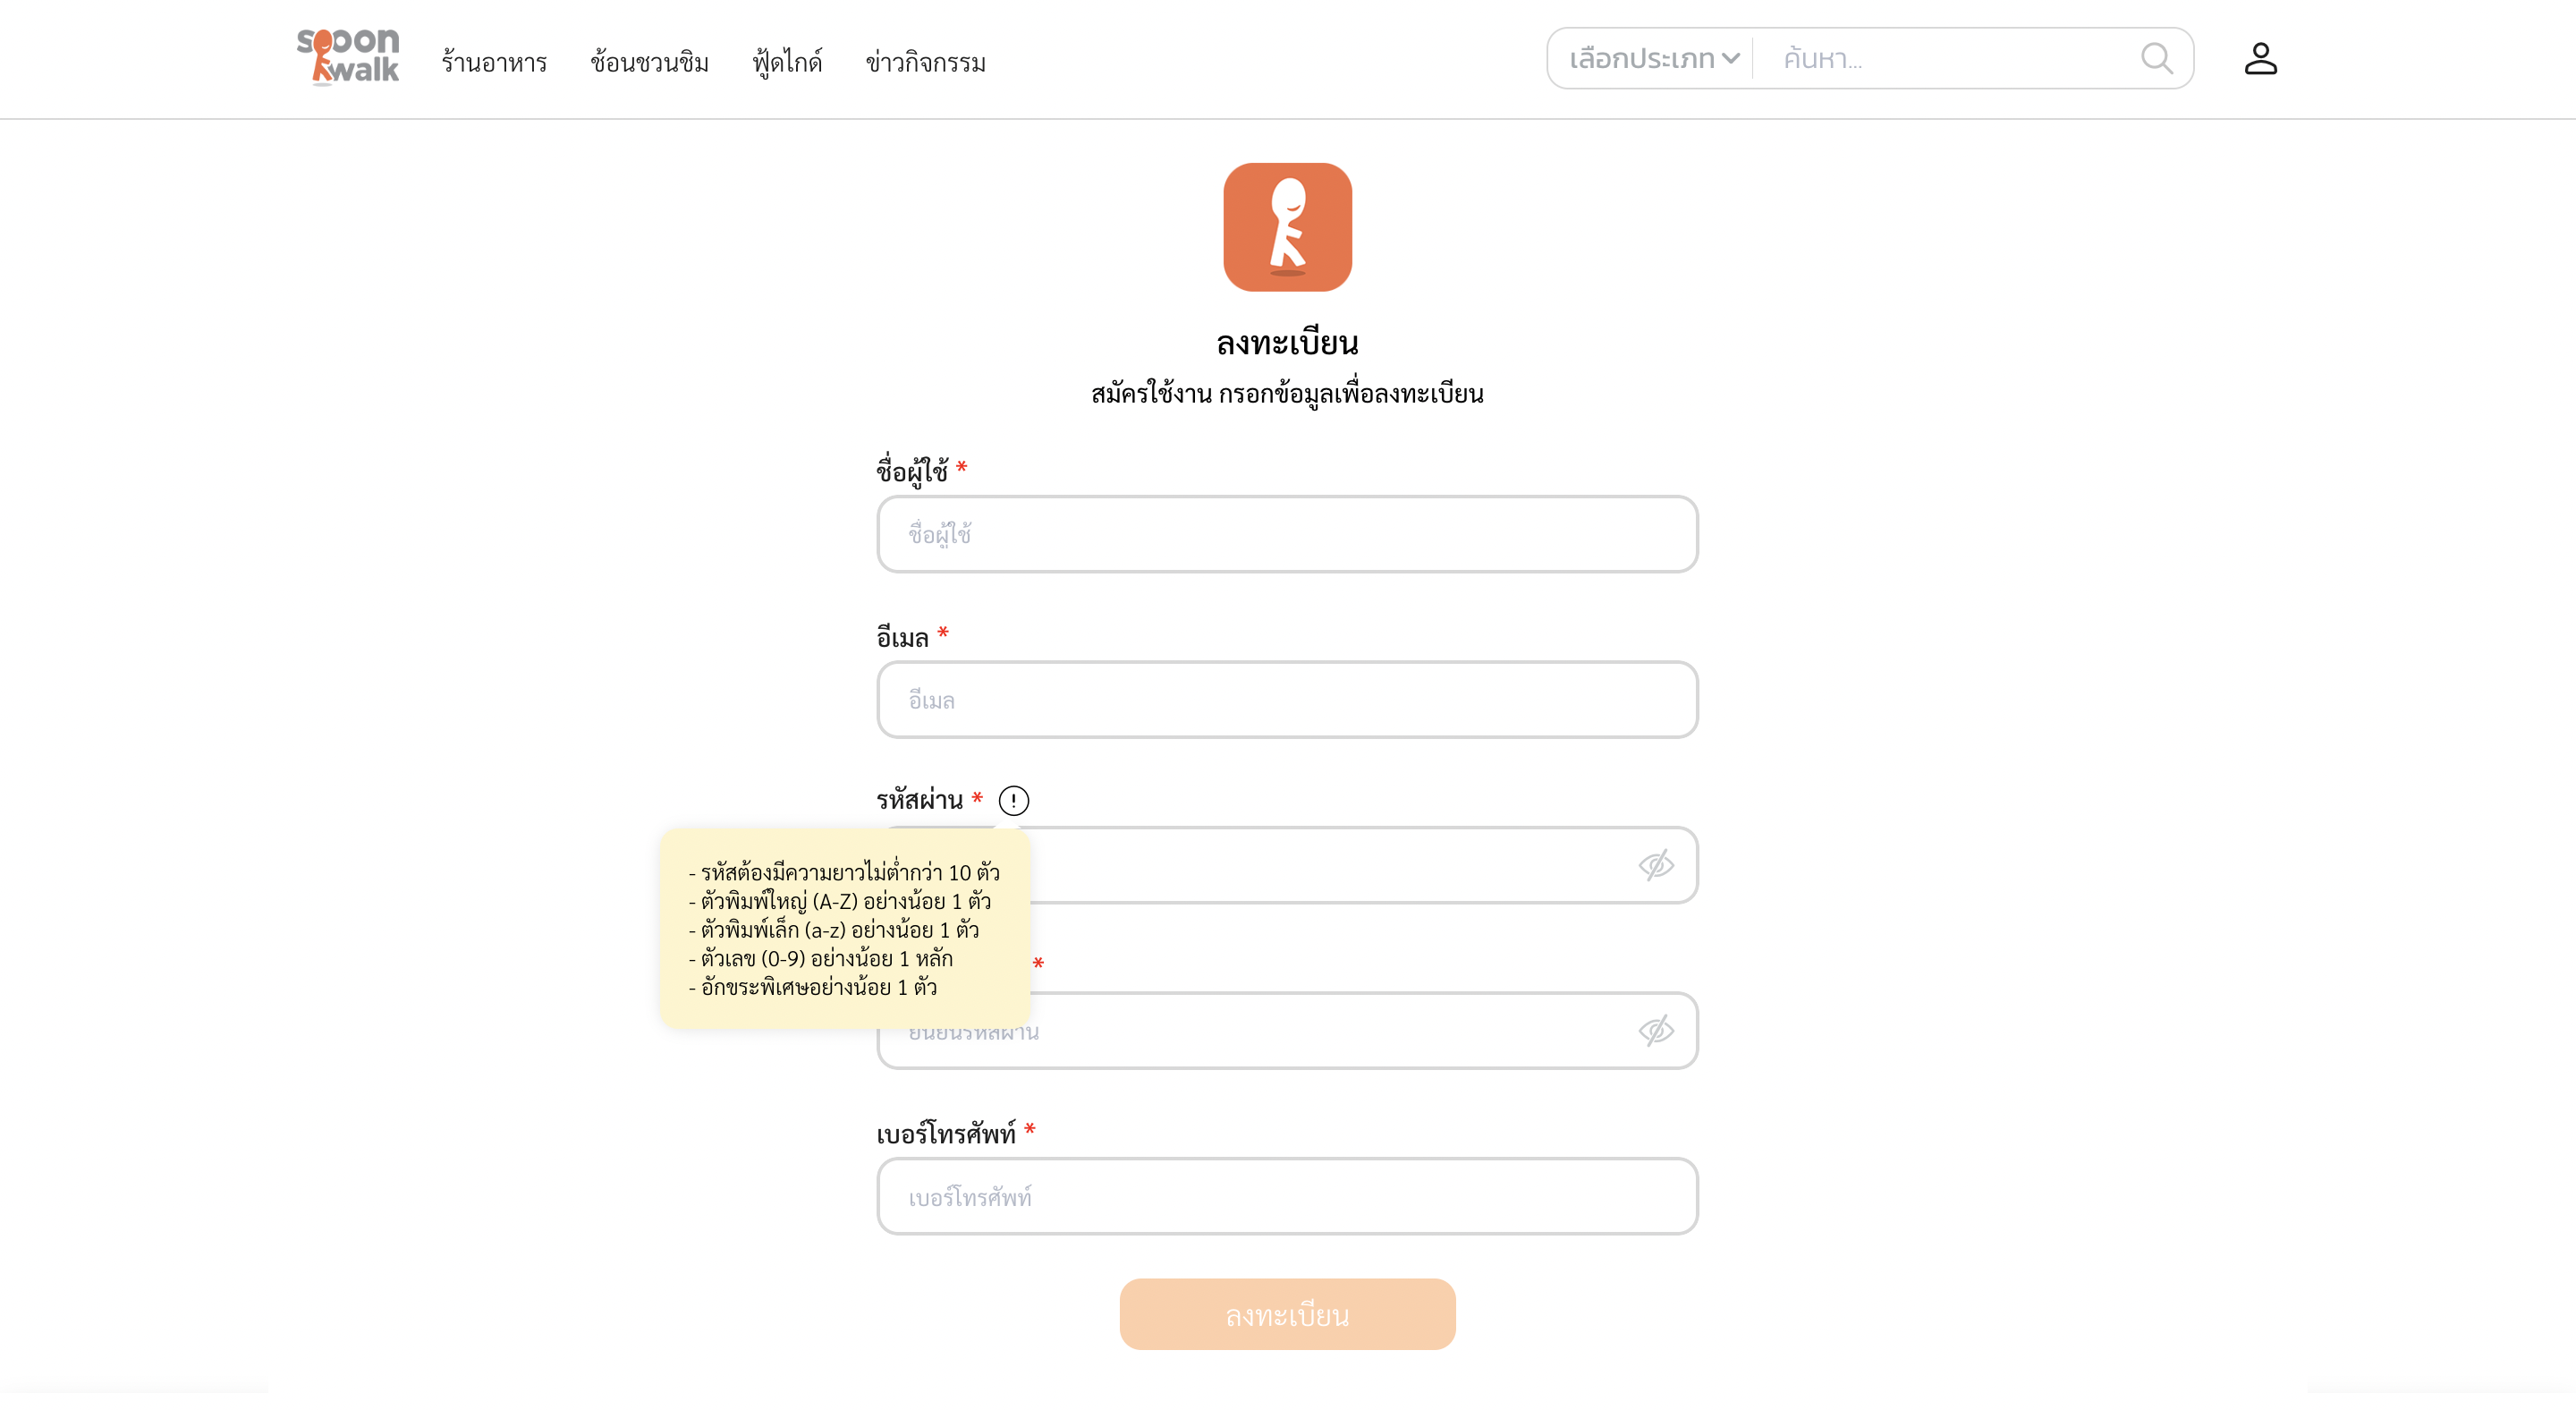 spoon
walk
ร้านอาหาร ช้อนชวนชิม ฟู้ดไกด์ ข่าวกิจกรรม เลือกประเภท ค้นหา...
ลงทะเบียน
สมัครใช้งาน กรอกข้อมูลเพื่อลงทะเบียน
ชื่อผู้ใช้ *
ชื่อผู้ใช้
อีเมล *
อีเมล
รหัสผ่าน *
- รหัสต้องมีความยาวไม่ต่ำกว่า 10 ตัว
- ตัวพิมพ์ใหญ่ (A-Z) อย่างน้อย 1 ตัว
- ตัวพิมพ์เล็ก (a-z) อย่างน้อย 1 ตัว
- ตัวเลข (0-9) อย่างน้อย 1 หลัก
- อักขระพิเศษอย่างน้อย 1 ตัว
*
ยืนยันรหัสผ่าน
เบอร์โทรศัพท์ *
เบอร์โทรศัพท์
ลงทะเบียน